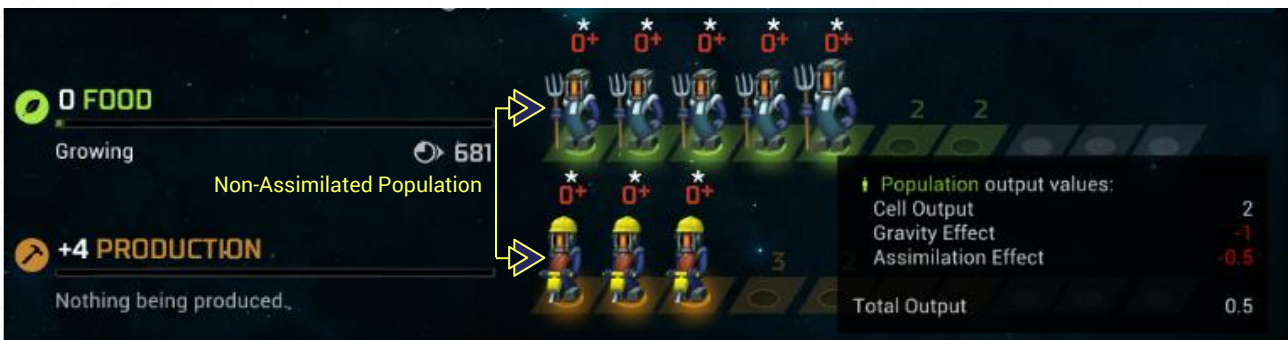 * * * * *
0+ 0+ 0+ 0+ 0+
0 FOOD
2 2
Growing 681
Non-Assimilated Population
* * *
0+ 0+ 0+
+4 PRODUCTION
3
Nothing being produced.
Population output values:
Cell Output 2
Gravity Effect -1
Assimilation Effect -0.5
Total Output 0.5